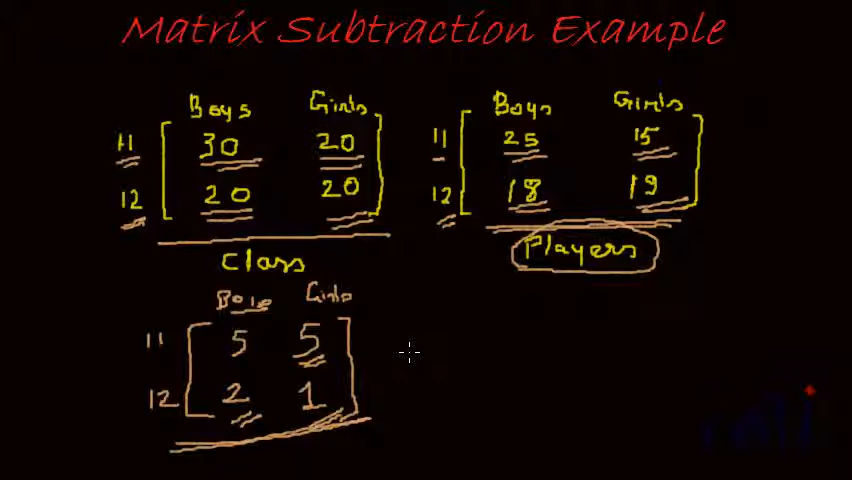 Matrix Subtraction Example
Boys Girls Boys Girls
11 30 20 11 25 15
12 20 20 12 18 19
Class Players
Boys Girls
11 5 5
12 2 1